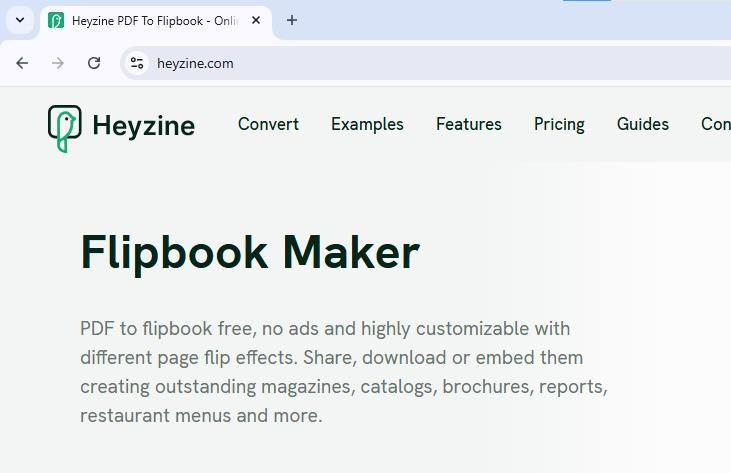 Heyzine PDF To Flipbook - Onli
heyzine.com
Heyzine Convert Examples Features Pricing Guides Con
Flipbook Maker
PDF to flipbook free, no ads and highly customizable with
different page flip effects. Share, download or embed them
creating outstanding magazines, catalogs, brochures, reports,
restaurant menus and more.